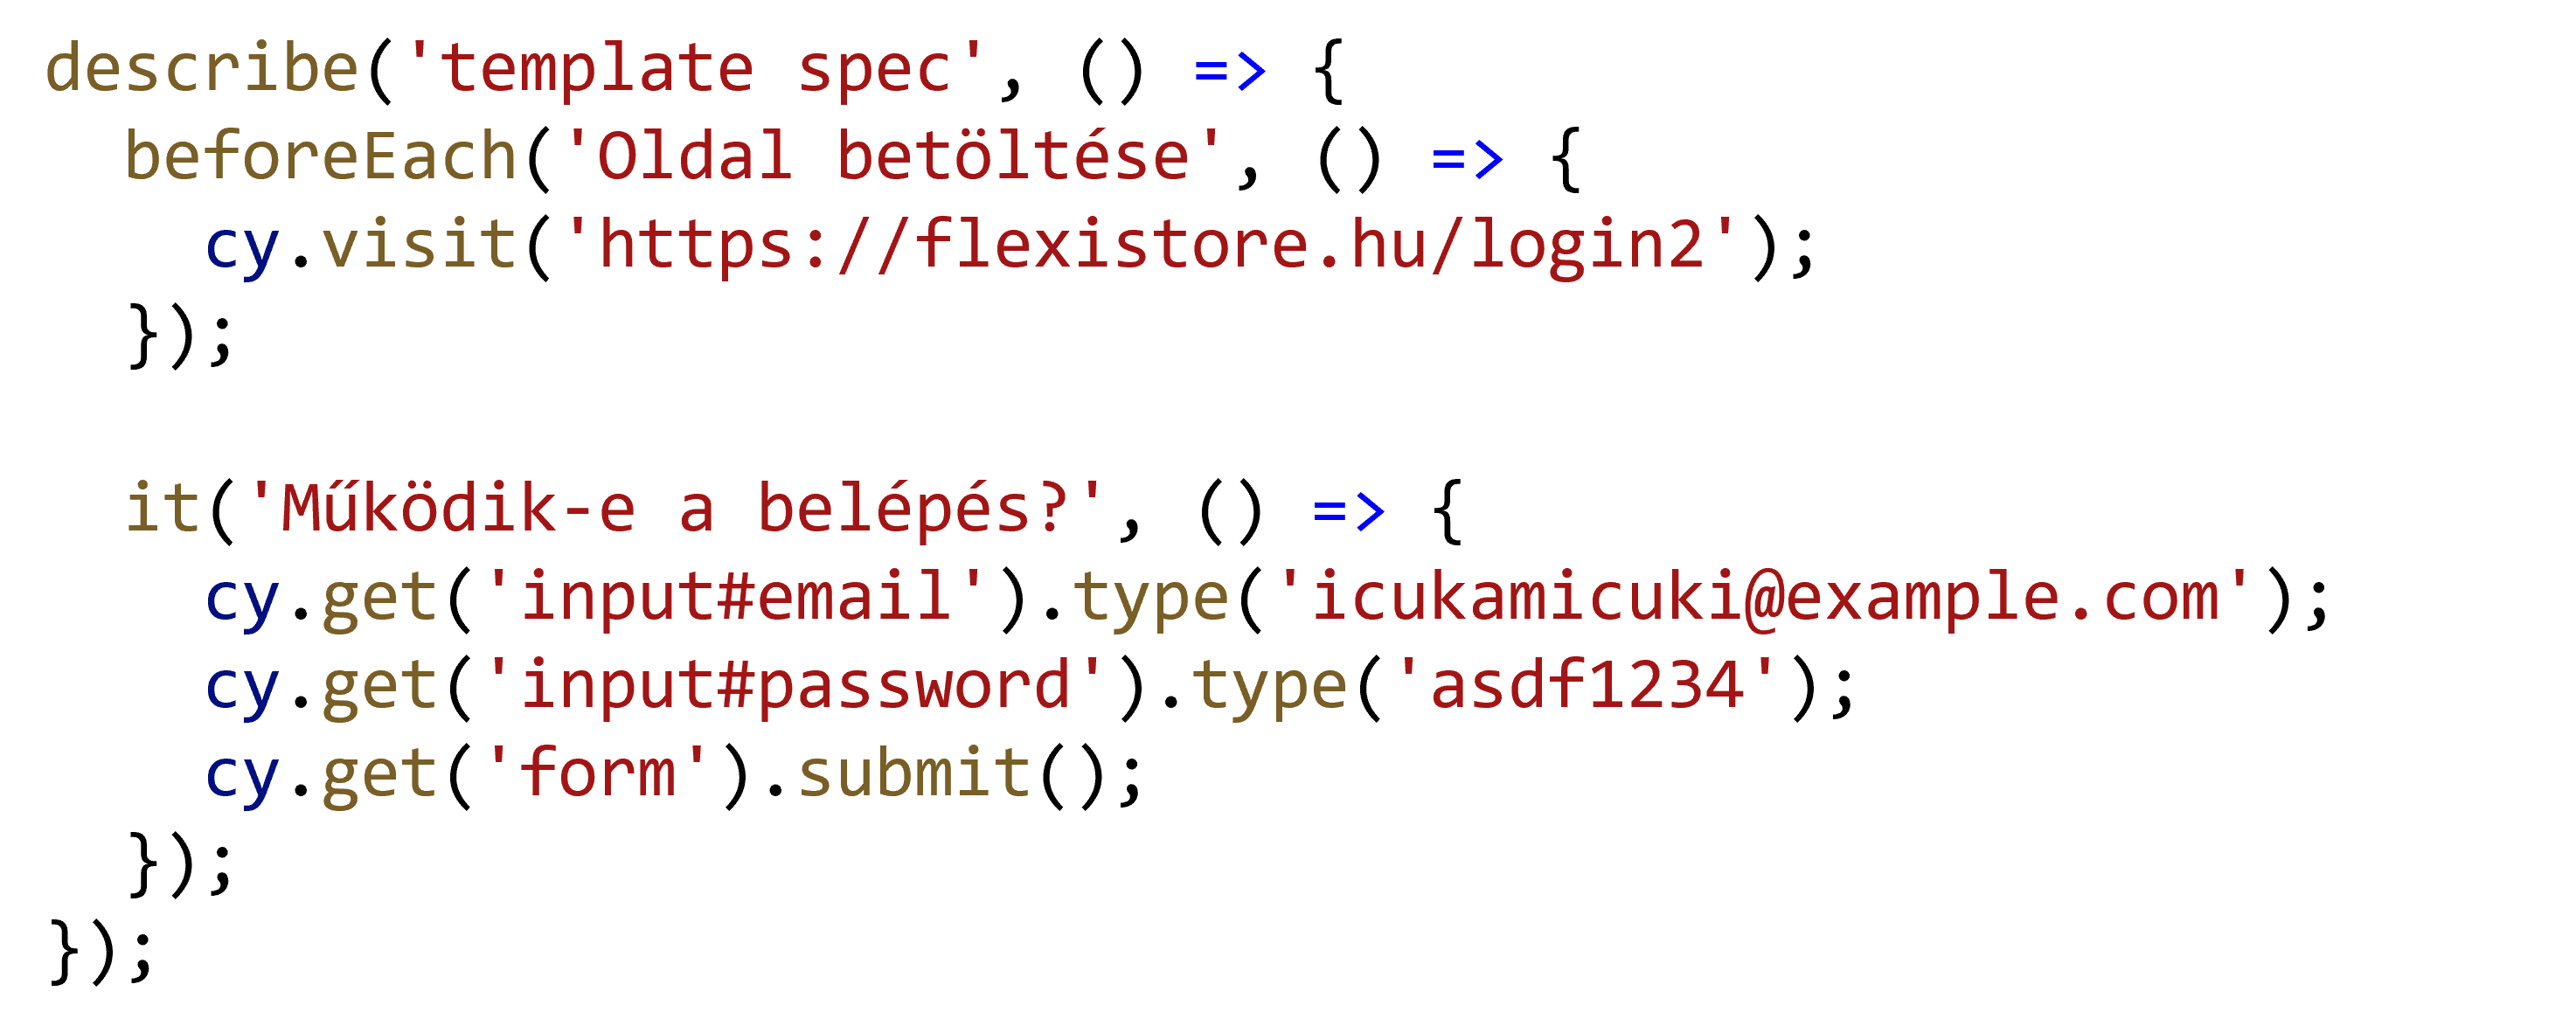 describe('template spec', () => {
  beforeEach('Oldal betöltése', () => {
    cy.visit('https://flexistore.hu/login2');
  });

  it('Működik-e a belépés?', () => {
    cy.get('input#email').type('icukamicuki@example.com');
    cy.get('input#password').type('asdf1234');
    cy.get('form').submit();
  });
});